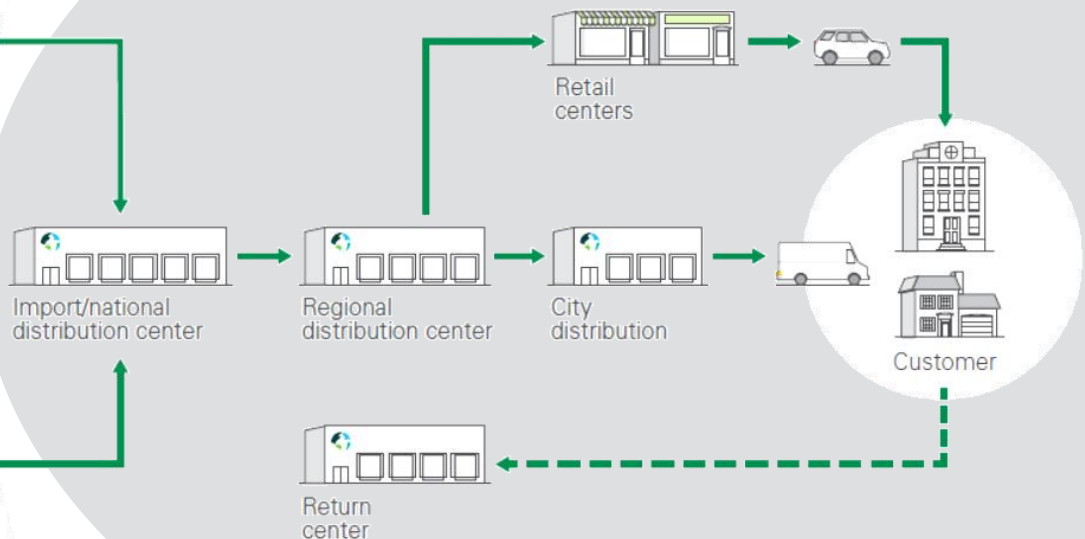 Retail
centers
Import/national
distribution center
Regional
distribution center
City
distribution
Customer
Return
center